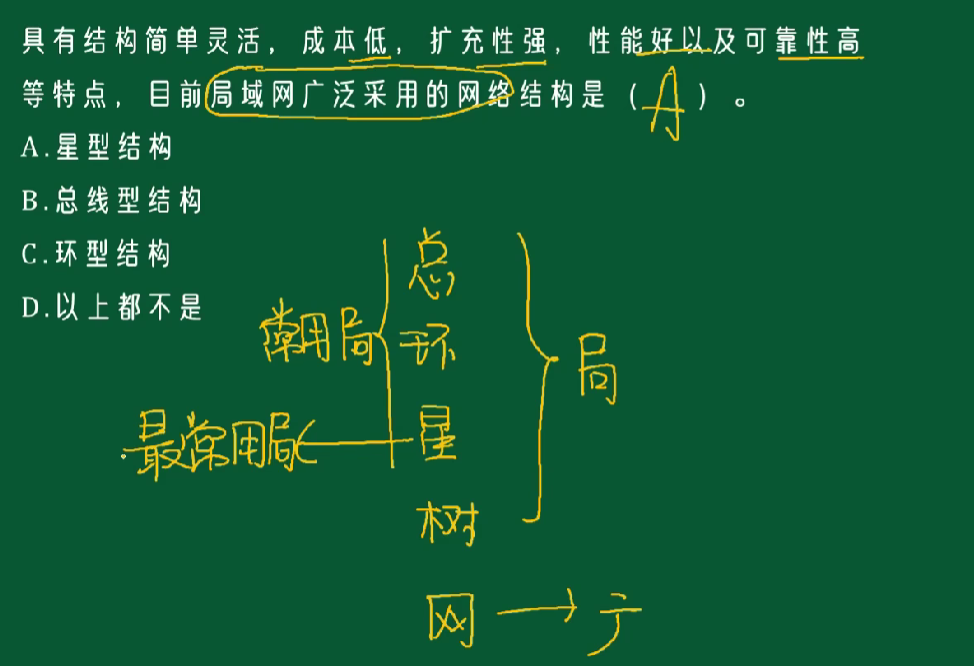 具有结构简单灵活，成本低，扩充性强，性能好以及可靠性高
等特点，目前局域网广泛采用的网络结构是（A）。
A.星型结构
B.总线型结构
C.环型结构
D.以上都不是
总
常用局 环 局
最常用局 星
树
网 → 广